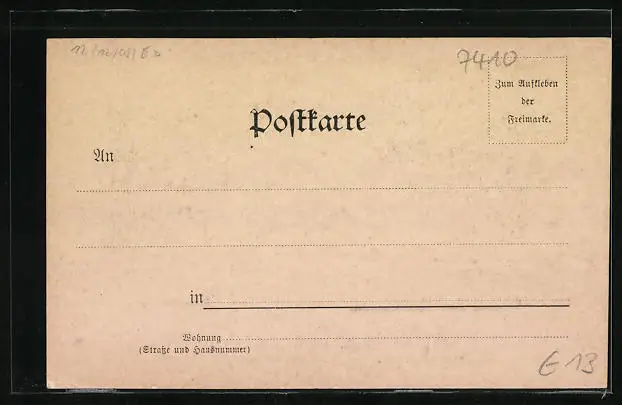 7410
Zum Aufkleben
der
Freimarke.
Postkarte
An
in
Wohnung
(Straße und Hausnummer)
€ 13